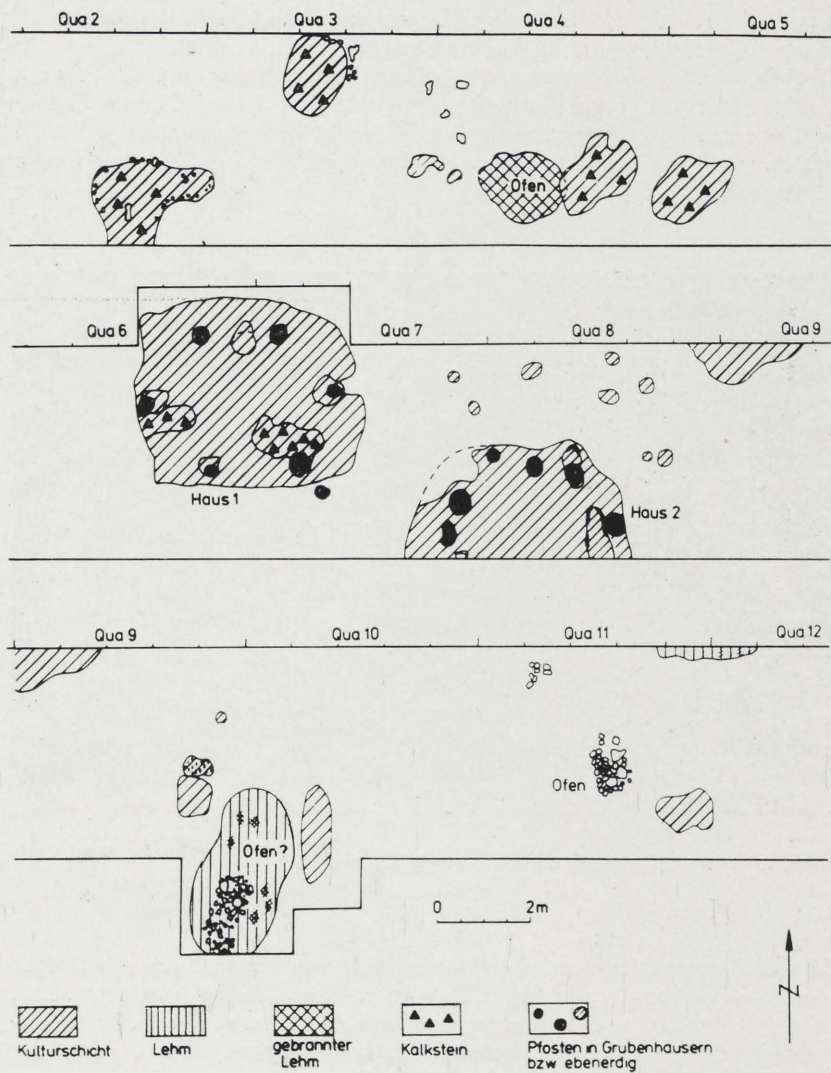 Qua 2 Qua 3 Qua 4 Qua 5
Ofen
Qua 6 Qua 7 Qua 8 Qua 9
Haus 1
Haus 2
Qua 9 Qua 10 Qua 11 Qua 12
Ofen
Ofen ?
0 2m
N
Kulturschicht
Lehm
gebrannter
Lehm
Kalkstein
Pfosten in Grubenhausern
bzw ebenerdig